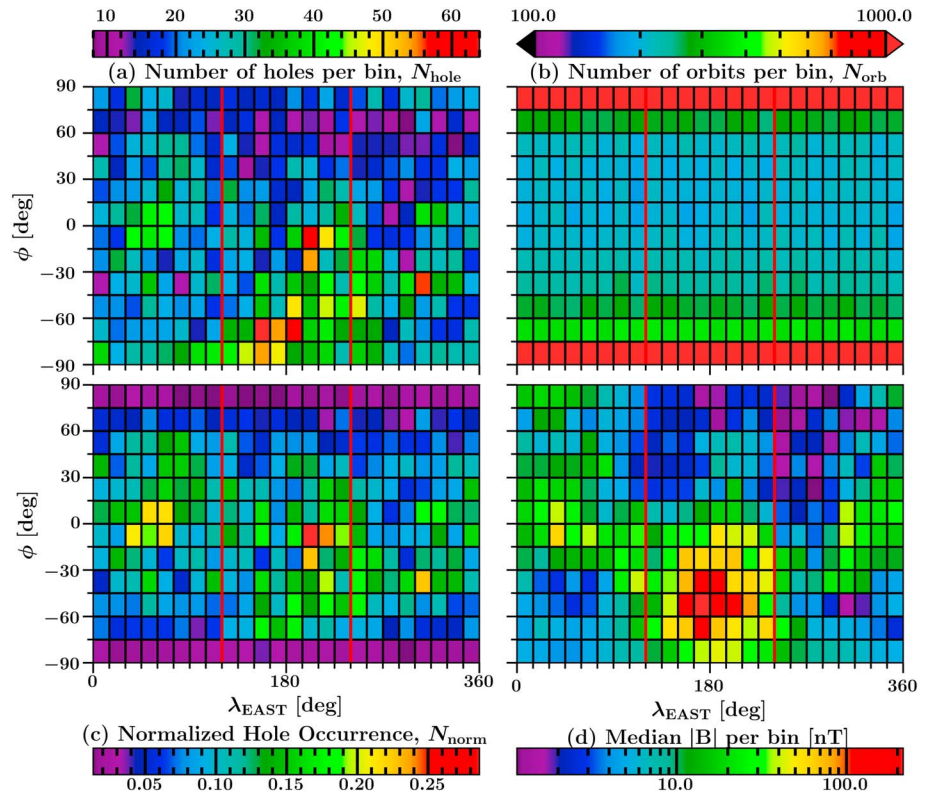 10 20 30 40 50 60
100.0 1000.0
(a) Number of holes per bin, N_hole
(b) Number of orbits per bin, N_orb
90
60
30
0
−30
−60
−90
ϕ [deg]
90
60
30
0
−30
−60
−90
ϕ [deg]
0 180 360
0 180 360
λ_EAST [deg]
λ_EAST [deg]
(c) Normalized Hole Occurrence, N_norm
(d) Median |B| per bin [nT]
0.05 0.10 0.15 0.20 0.25
10.0 100.0